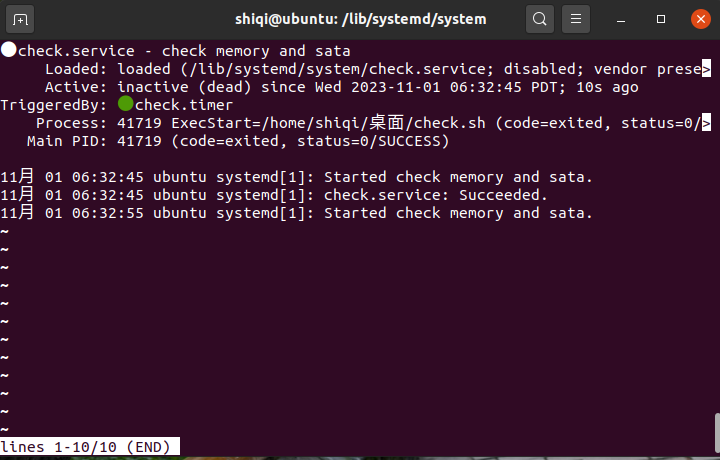 shiqi@ubuntu: /lib/systemd/system
check.service - check memory and sata
Loaded: loaded (/lib/systemd/system/check.service; disabled; vendor prese>
Active: inactive (dead) since Wed 2023-11-01 06:32:45 PDT; 10s ago
TriggeredBy: check.timer
Process: 41719 ExecStart=/home/shiqi/桌面/check.sh (code=exited, status=0/>
Main PID: 41719 (code=exited, status=0/SUCCESS)
11月 01 06:32:45 ubuntu systemd[1]: Started check memory and sata.
11月 01 06:32:45 ubuntu systemd[1]: check.service: Succeeded.
11月 01 06:32:55 ubuntu systemd[1]: Started check memory and sata.
~
~
~
~
~
~
~
~
~
~
~
~
lines 1-10/10 (END)